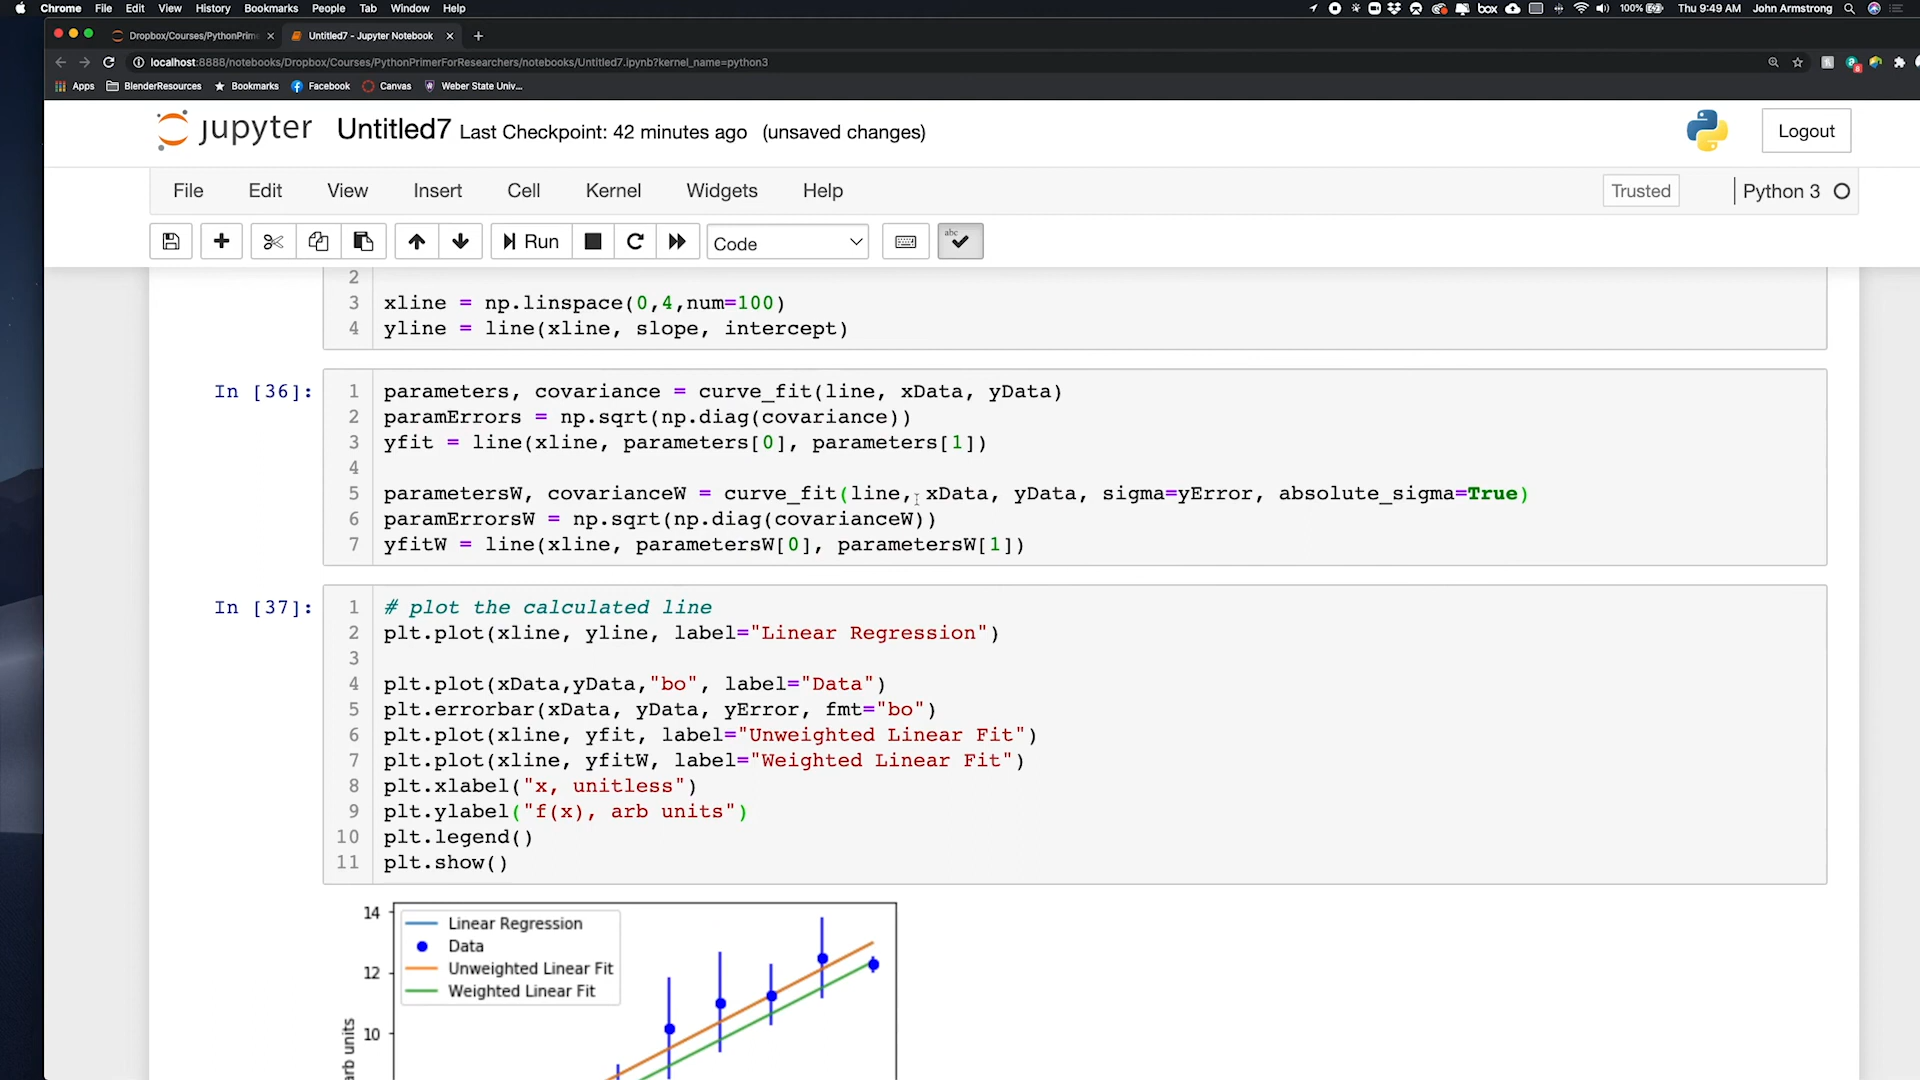 Chrome File Edit View History Bookmarks People Tab Window Help
box 100% Thu 9:49 AM John Armstrong
Dropbox/Courses/PythonPrim × Untitled7 - Jupyter Notebook × +
localhost:8888/notebooks/Dropbox/Courses/PythonPrimerForResearchers/notebooks/Untitled7.ipynb?kernel_name=python3
Apps BlenderResources Bookmarks Facebook Canvas Weber State Univ...
jupyter Untitled7 Last Checkpoint: 42 minutes ago (unsaved changes) Logout
File Edit View Insert Cell Kernel Widgets Help Trusted Python 3
Run Code abc
2
3 xline = np.linspace(0,4,num=100)
4 yline = line(xline, slope, intercept)
In [36]: 1 parameters, covariance = curve_fit(line, xData, yData)
2 paramErrors = np.sqrt(np.diag(covariance))
3 yfit = line(xline, parameters[0], parameters[1])
4
5 parametersW, covarianceW = curve_fit(line, xData, yData, sigma=yError, absolute_sigma=True)
6 paramErrorsW = np.sqrt(np.diag(covarianceW))
7 yfitW = line(xline, parametersW[0], parametersW[1])
In [37]: 1 # plot the calculated line
2 plt.plot(xline, yline, label="Linear Regression")
3
4 plt.plot(xData,yData,"bo", label="Data")
5 plt.errorbar(xData, yData, yError, fmt="bo")
6 plt.plot(xline, yfit, label="Unweighted Linear Fit")
7 plt.plot(xline, yfitW, label="Weighted Linear Fit")
8 plt.xlabel("x, unitless")
9 plt.ylabel("f(x), arb units")
10 plt.legend()
11 plt.show()
14
Linear Regression
Data
12
Unweighted Linear Fit
Weighted Linear Fit
10
arb units